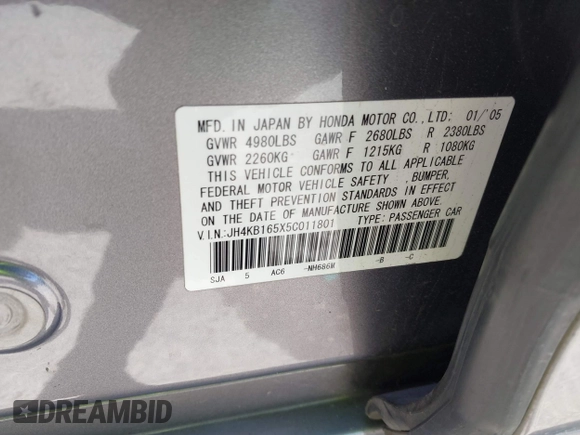 MFD. IN JAPAN BY HONDA MOTOR CO.,LTD: 01/'05
GVWR 4980LBS GAWR F 2680LBS R 2380LBS
GVWR 2260KG GAWR F 1215KG R 1080KG
THIS VEHICLE CONFORMS TO ALL APPLICABLE
FEDERAL MOTOR VEHICLE SAFETY ,BUMPER,
AND THEFT PREVENTION STANDARDS IN EFFECT
ON THE DATE OF MANUFACTURE SHOWN ABOVE.
V.I.N:JH4KB165X5C011801 TYPE: PASSENGER CAR
SJA 5 AC6 -NH686M -B -C
DREAMBID